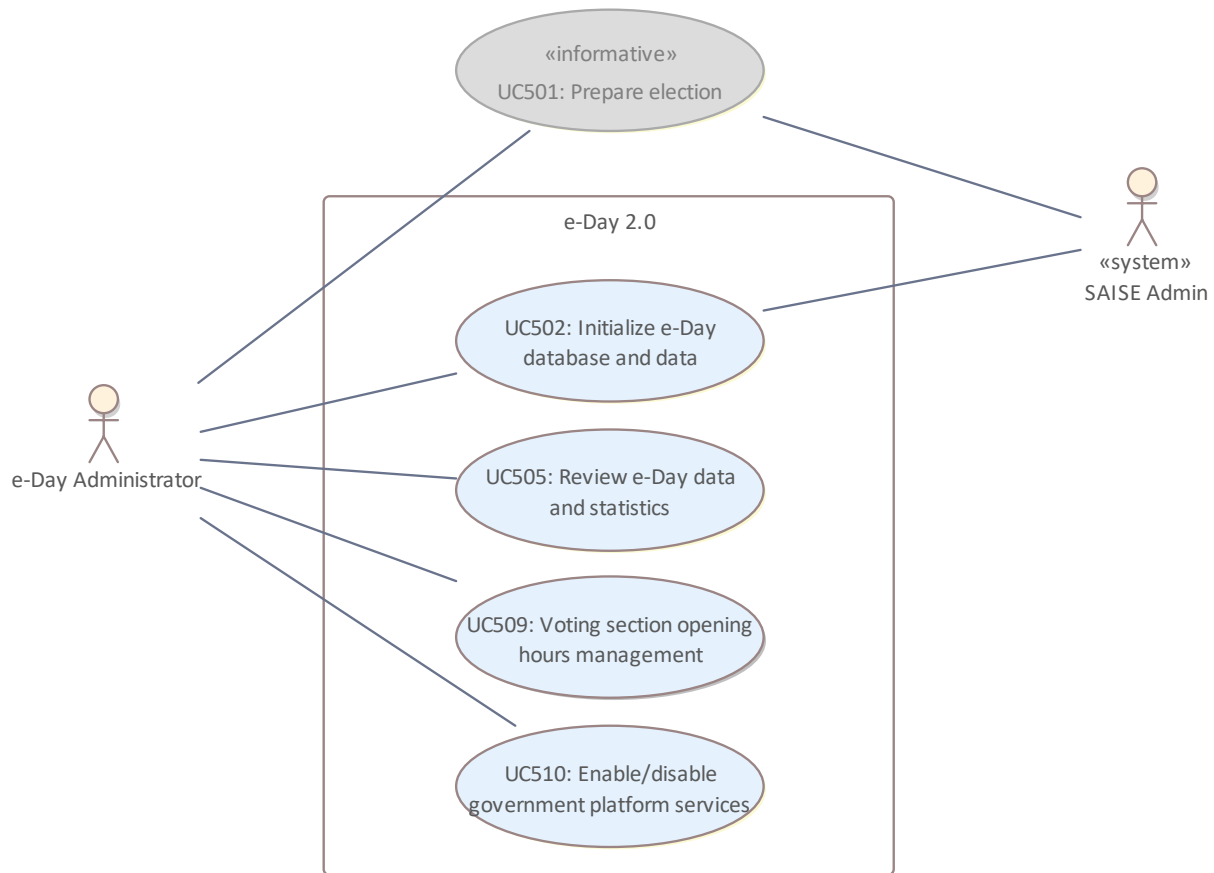 «informative»
UC501: Prepare election
e-Day 2.0
«system»
SAISE Admin
UC502: Initialize e-Day
database and data
e-Day Administrator
UC505: Review e-Day data
and statistics
UC509: Voting section opening
hours management
UC510: Enable/disable
government platform services